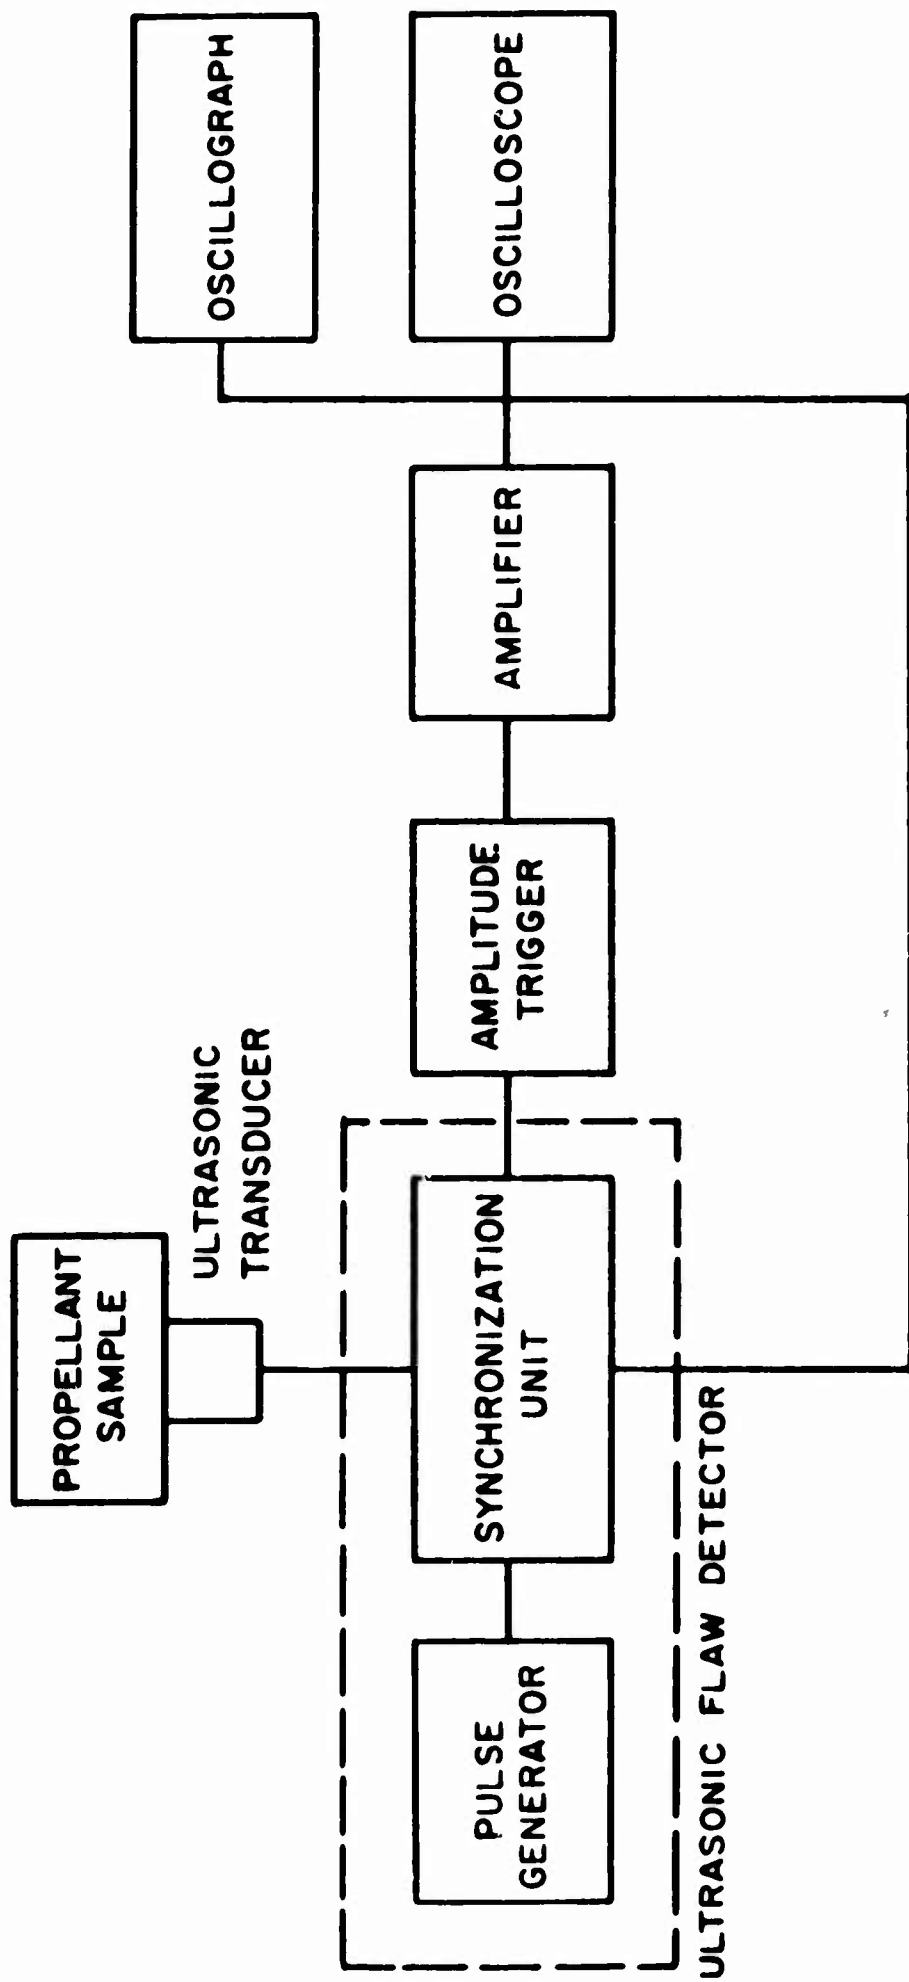 PROPELLANT
SAMPLE
ULTRASONIC
TRANSDUCER
PULSE
GENERATOR
SYNCHRONIZATION
UNIT
AMPLITUDE
TRIGGER
AMPLIFIER
OSCILLOGRAPH
OSCILLOSCOPE
ULTRASONIC FLAW DETECTOR